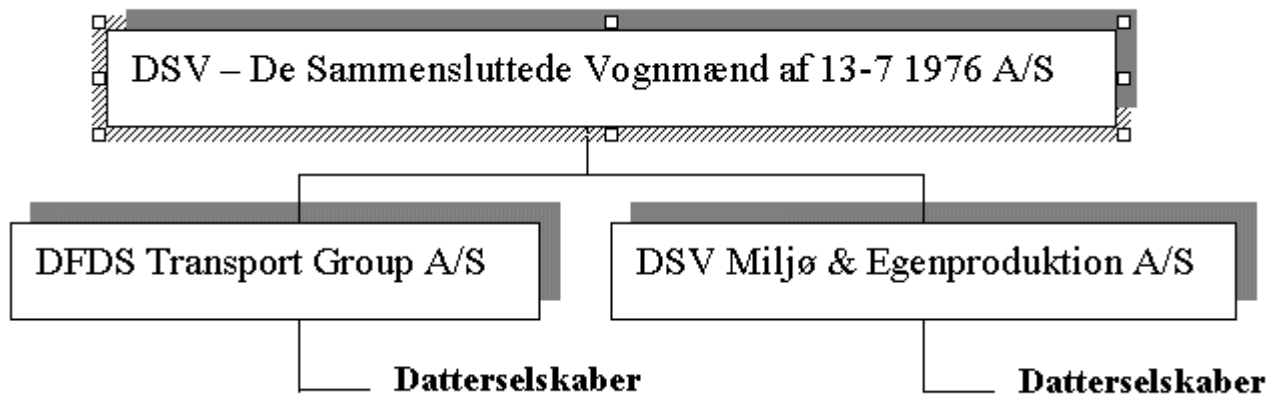 DSV – De Sammensluttede Vognmænd af 13-7 1976 A/S
DFDS Transport Group A/S
DSV Miljø & Egenproduktion A/S
Datterselskaber
Datterselskaber